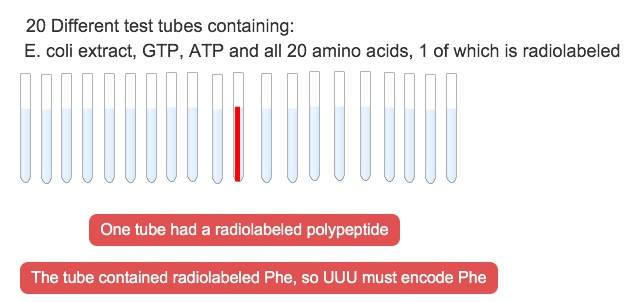 20 Different test tubes containing:
E. coli extract, GTP, ATP and all 20 amino acids, 1 of which is radiolabeled
One tube had a radiolabeled polypeptide
The tube contained radiolabeled Phe, so UUU must encode Phe